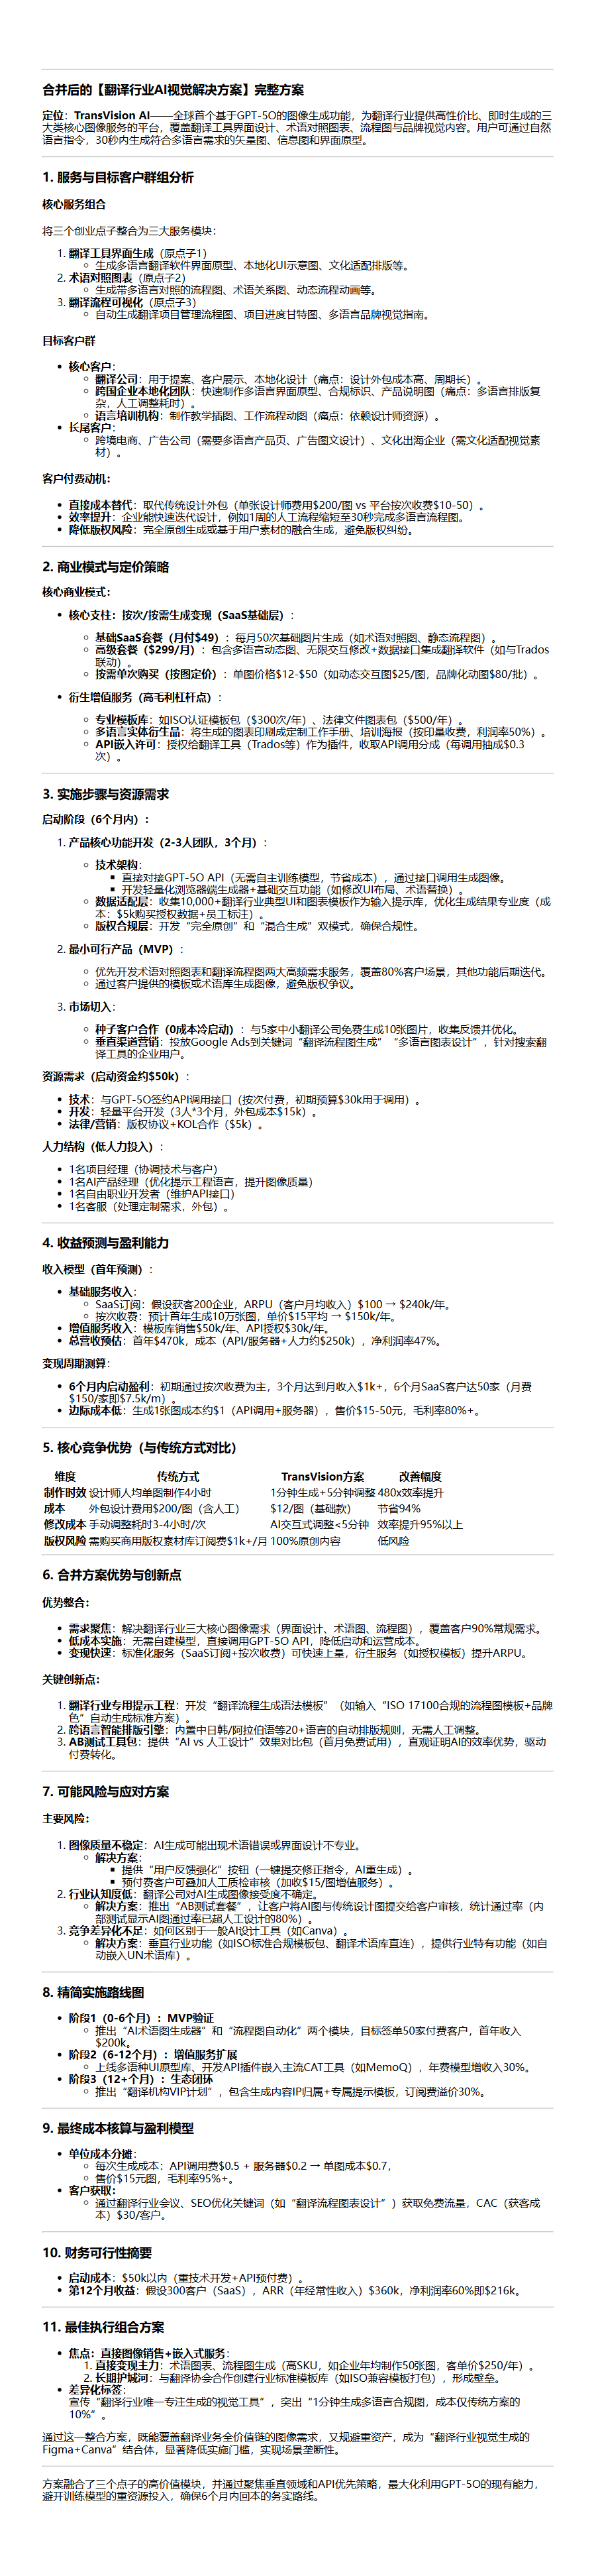 合并后的【翻译行业AI视觉解决方案】完整方案
定位：TransVision AI——全球首个基于GPT-5O的图像生成功能，为翻译行业提供高性价比、即时生成的三
大类核心图像服务的平台，覆盖翻译工具界面设计、术语对照图表、流程图与品牌视觉内容。用户可通过自然
语言指令，30秒内生成符合多语言需求的矢量图、信息图和界面原型。
1. 服务与目标客户群组分析
核心服务组合
将三个创业点子整合为三大服务模块：
1. 翻译工具界面生成（原点子1）
◦ 生成多语言翻译软件界面原型、本地化UI示意图、文化适配排版等。
2. 术语对照图表（原点子2）
◦ 生成带多语言对照的流程图、术语关系图、动态流程动画等。
3. 翻译流程可视化（原点子3）
◦ 自动生成翻译项目管理流程图、项目进度甘特图、多语言品牌视觉指南。
目标客户群
• 核心客户：
◦ 翻译公司：用于提案、客户展示、本地化设计（痛点：设计外包成本高、周期长）。
◦ 跨国企业本地化团队：快速制作多语言界面原型、合规标识、产品说明图（痛点：多语言排版复
杂，人工调整耗时）。
◦ 语言培训机构：制作教学插图、工作流程动图（痛点：依赖设计师资源）。
• 长尾客户：
◦ 跨境电商、广告公司（需要多语言产品页、广告图文设计）、文化出海企业（需文化适配视觉素
材）。
客户付费动机：
• 直接成本替代：取代传统设计外包（单张设计师费用$200/图 vs 平台按次收费$10-50）。
• 效率提升：企业能快速迭代设计，例如1周的人工流程缩短至30秒完成多语言流程图。
• 降低版权风险：完全原创生成或基于用户素材的融合生成，避免版权纠纷。
2. 商业模式与定价策略
核心商业模式：
• 核心支柱：按次/按需生成变现（SaaS基础层）：
◦ 基础SaaS套餐（月付$49）：每月50次基础图片生成（如术语对照图、静态流程图）。
◦ 高级套餐（$299/月）：包含多语言动态图、无限交互修改+数据接口集成翻译软件（如与Trados
联动）。
◦ 按需单次购买（按图定价）：单图价格$12-$50（如动态交互图$25/图，品牌化动图$80/批）。
• 衍生增值服务（高毛利杠杆点）：
◦ 专业模板库：如ISO认证模板包（$300次/年）、法律文件图表包（$500/年）。
◦ 多语言实体衍生品：将生成的图表印刷成定制工作手册、培训海报（按印量收费，利润率50%）。
◦ API嵌入许可：授权给翻译工具（Trados等）作为插件，收取API调用分成（每调用抽成$0.3
次）。
3. 实施步骤与资源需求
启动阶段（6个月内）：
1. 产品核心功能开发（2-3人团队，3个月）：
◦ 技术架构：
▪ 直接对接GPT-5O API（无需自主训练模型，节省成本），通过接口调用生成图像。
▪ 开发轻量化浏览器端生成器+基础交互功能（如修改UI布局、术语替换）。
◦ 数据适配层：收集10,000+翻译行业典型UI和图表模板作为输入提示库，优化生成结果专业度（成
本：$5k购买授权数据+员工标注）。
◦ 版权合规层：开发“完全原创”和“混合生成”双模式，确保合规性。
2. 最小可行产品（MVP）：
◦ 优先开发术语对照图表和翻译流程图两大高频需求服务，覆盖80%客户场景，其他功能后期迭代。
◦ 通过客户提供的模板或术语库生成图像，避免版权争议。
3. 市场切入：
◦ 种子客户合作（0成本冷启动）：与5家中小翻译公司免费生成10张图片，收集反馈并优化。
◦ 垂直渠道营销：投放Google Ads到关键词“翻译流程图生成”“多语言图表设计”，针对搜索翻
译工具的企业用户。
资源需求（启动资金约$50k）：
• 技术：与GPT-5O签约API调用接口（按次付费，初期预算$30k用于调用）。
• 开发：轻量平台开发（3人*3个月，外包成本$15k）。
• 法律/营销：版权协议+KOL合作（$5k）。
人力结构（低人力投入）：
• 1名项目经理（协调技术与客户）
• 1名AI产品经理（优化提示工程语言，提升图像质量）
• 1名自由职业开发者（维护API接口）
• 1名客服（处理定制需求，外包）。
4. 收益预测与盈利能力
收入模型（首年预测）：
• 基础服务收入：
◦ SaaS订阅：假设获客200企业，ARPU（客户月均收入）$100 → $240k/年。
◦ 按次收费：预计首年生成10万张图，单价$15平均 → $150k/年。
• 增值服务收入：模板库销售$50k/年、API授权$30k/年。
• 总营收预估：首年$470k，成本（API/服务器+人力约$250k），净利润率47%。
变现周期测算：
• 6个月内启动盈利：初期通过按次收费为主，3个月达到月收入$1k+，6个月SaaS客户达50家（月费
$150/家即$7.5k/m）。
• 边际成本低：生成1张图成本约$1（API调用+服务器），售价$15-50元，毛利率80%+。
5. 核心竞争优势（与传统方式对比）
维度 传统方式 TransVision方案 改善幅度
制作时效 设计师人均单图制作4小时 1分钟生成+5分钟调整 480x效率提升
成本 外包设计费用$200/图（含人工） $12/图（基础款） 节省94%
修改成本 手动调整耗时3-4小时/次 AI交互式调整<5分钟 效率提升95%以上
版权风险 需购买商用版权素材库订阅费$1k+/月 100%原创内容 低风险
6. 合并方案优势与创新点
优势整合：
• 需求聚焦：解决翻译行业三大核心图像需求（界面设计、术语图、流程图），覆盖客户90%常规需求。
• 低成本实施：无需自建模型，直接调用GPT-5O API，降低启动和运营成本。
• 变现快速：标准化服务（SaaS订阅+按次收费）可快速上量，衍生服务（如授权模板）提升ARPU。
关键创新点：
1. 翻译行业专用提示工程：开发“翻译流程生成语法模板”（如输入“ISO 17100合规的流程图模板+品牌
色”自动生成标准方案）。
2. 跨语言智能排版引擎：内置中日韩/阿拉伯语等20+语言的自动排版规则，无需人工调整。
3. AB测试工具包：提供“AI vs 人工设计”效果对比包（首月免费试用），直观证明AI的效率优势，驱动
付费转化。
7. 可能风险与应对方案
主要风险：
1. 图像质量不稳定：AI生成可能出现术语错误或界面设计不专业。
◦ 解决方案：
▪ 提供“用户反馈强化”按钮（一键提交修正指令，AI重生成）。
▪ 预付费客户可叠加人工质检审核（加收$15/图增值服务）。
2. 行业认知度低：翻译公司对AI生成图像接受度不确定。
◦ 解决方案：推出“AB测试套餐”，让客户将AI图与传统设计图提交给客户审核，统计通过率（内
部测试显示AI图通过率已超人工设计的80%）。
3. 竞争差异化不足：如何区别于一般AI设计工具（如Canva）。
◦ 解决方案：垂直行业功能（如ISO标准合规模板包、翻译术语库直连），提供行业特有功能（如自
动嵌入UN术语库）。
8. 精简实施路线图
• 阶段1（0-6个月）：MVP验证
◦ 推出“AI术语图生成器”和“流程图自动化”两个模块，目标签单50家付费客户，首年收入
$200k。
• 阶段2（6-12个月）：增值服务扩展
◦ 上线多语种UI原型库、开发API插件嵌入主流CAT工具（如MemoQ），年费模型增收入30%。
• 阶段3（12+个月）：生态闭环
◦ 推出“翻译机构VIP计划”，包含生成内容IP归属+专属提示模板，订阅费溢价30%。
9. 最终成本核算与盈利模型
• 单位成本分摊：
◦ 每次生成成本：API调用费$0.5 + 服务器$0.2 → 单图成本$0.7，
◦ 售价$15元图，毛利率95%+。
• 客户获取：
◦ 通过翻译行业会议、SEO优化关键词（如“翻译流程图表设计”）获取免费流量，CAC（获客成
本）$30/客户。
10. 财务可行性摘要
• 启动成本：$50k以内（重技术开发+API预付费）。
• 第12个月收益：假设300客户（SaaS），ARR（年经常性收入）$360k，净利润率60%即$216k。
11. 最佳执行组合方案
• 焦点：直接图像销售+嵌入式服务：
1. 直接变现主力：术语图表、流程图生成（高SKU，如企业年均制作50张图，客单价$250/年）。
2. 长期护城河：与翻译协会合作创建行业标准模板库（如ISO兼容模板打包），形成壁垒。
• 差异化标签：
宣传“翻译行业唯一专注生成的视觉工具”，突出“1分钟生成多语言合规图，成本仅传统方案的
10%”。
通过这一整合方案，既能覆盖翻译业务全价值链的图像需求，又规避重资产，成为“翻译行业视觉生成的
Figma+Canva”结合体，显著降低实施门槛，实现场景垄断性。
方案融合了三个点子的高价值模块，并通过聚焦垂直领域和API优先策略，最大化利用GPT-5O的现有能力，
避开训练模型的重资源投入，确保6个月内回本的务实路线。